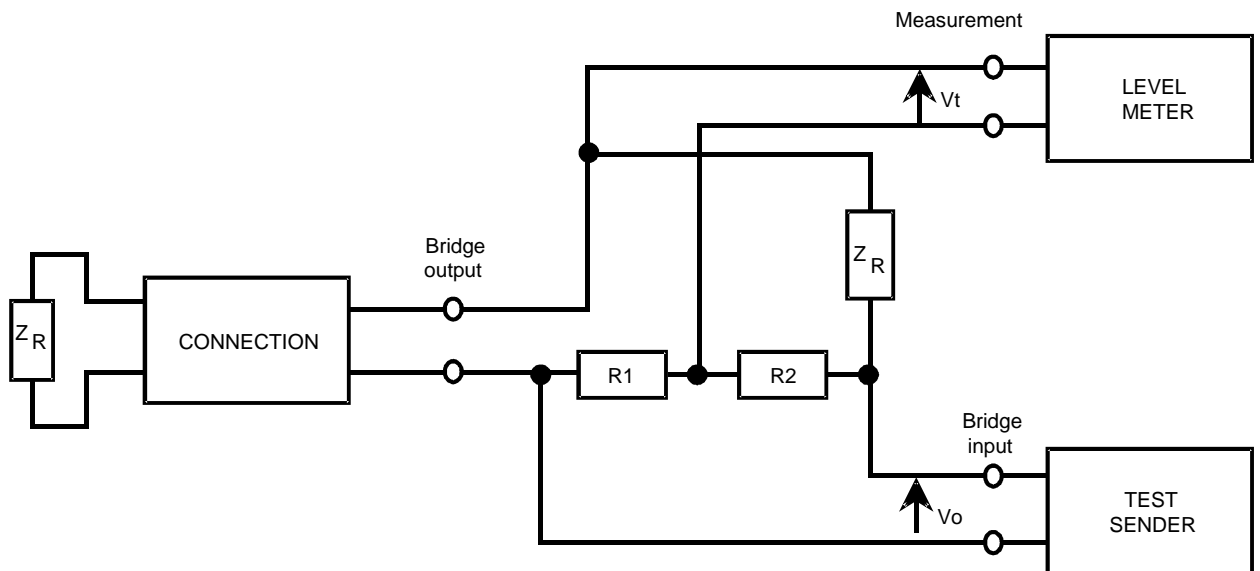 Measurement
LEVEL
METER
Vt
Bridge
output
Z R
Z R
CONNECTION
R1
R2
Bridge
input
Vo
TEST
SENDER